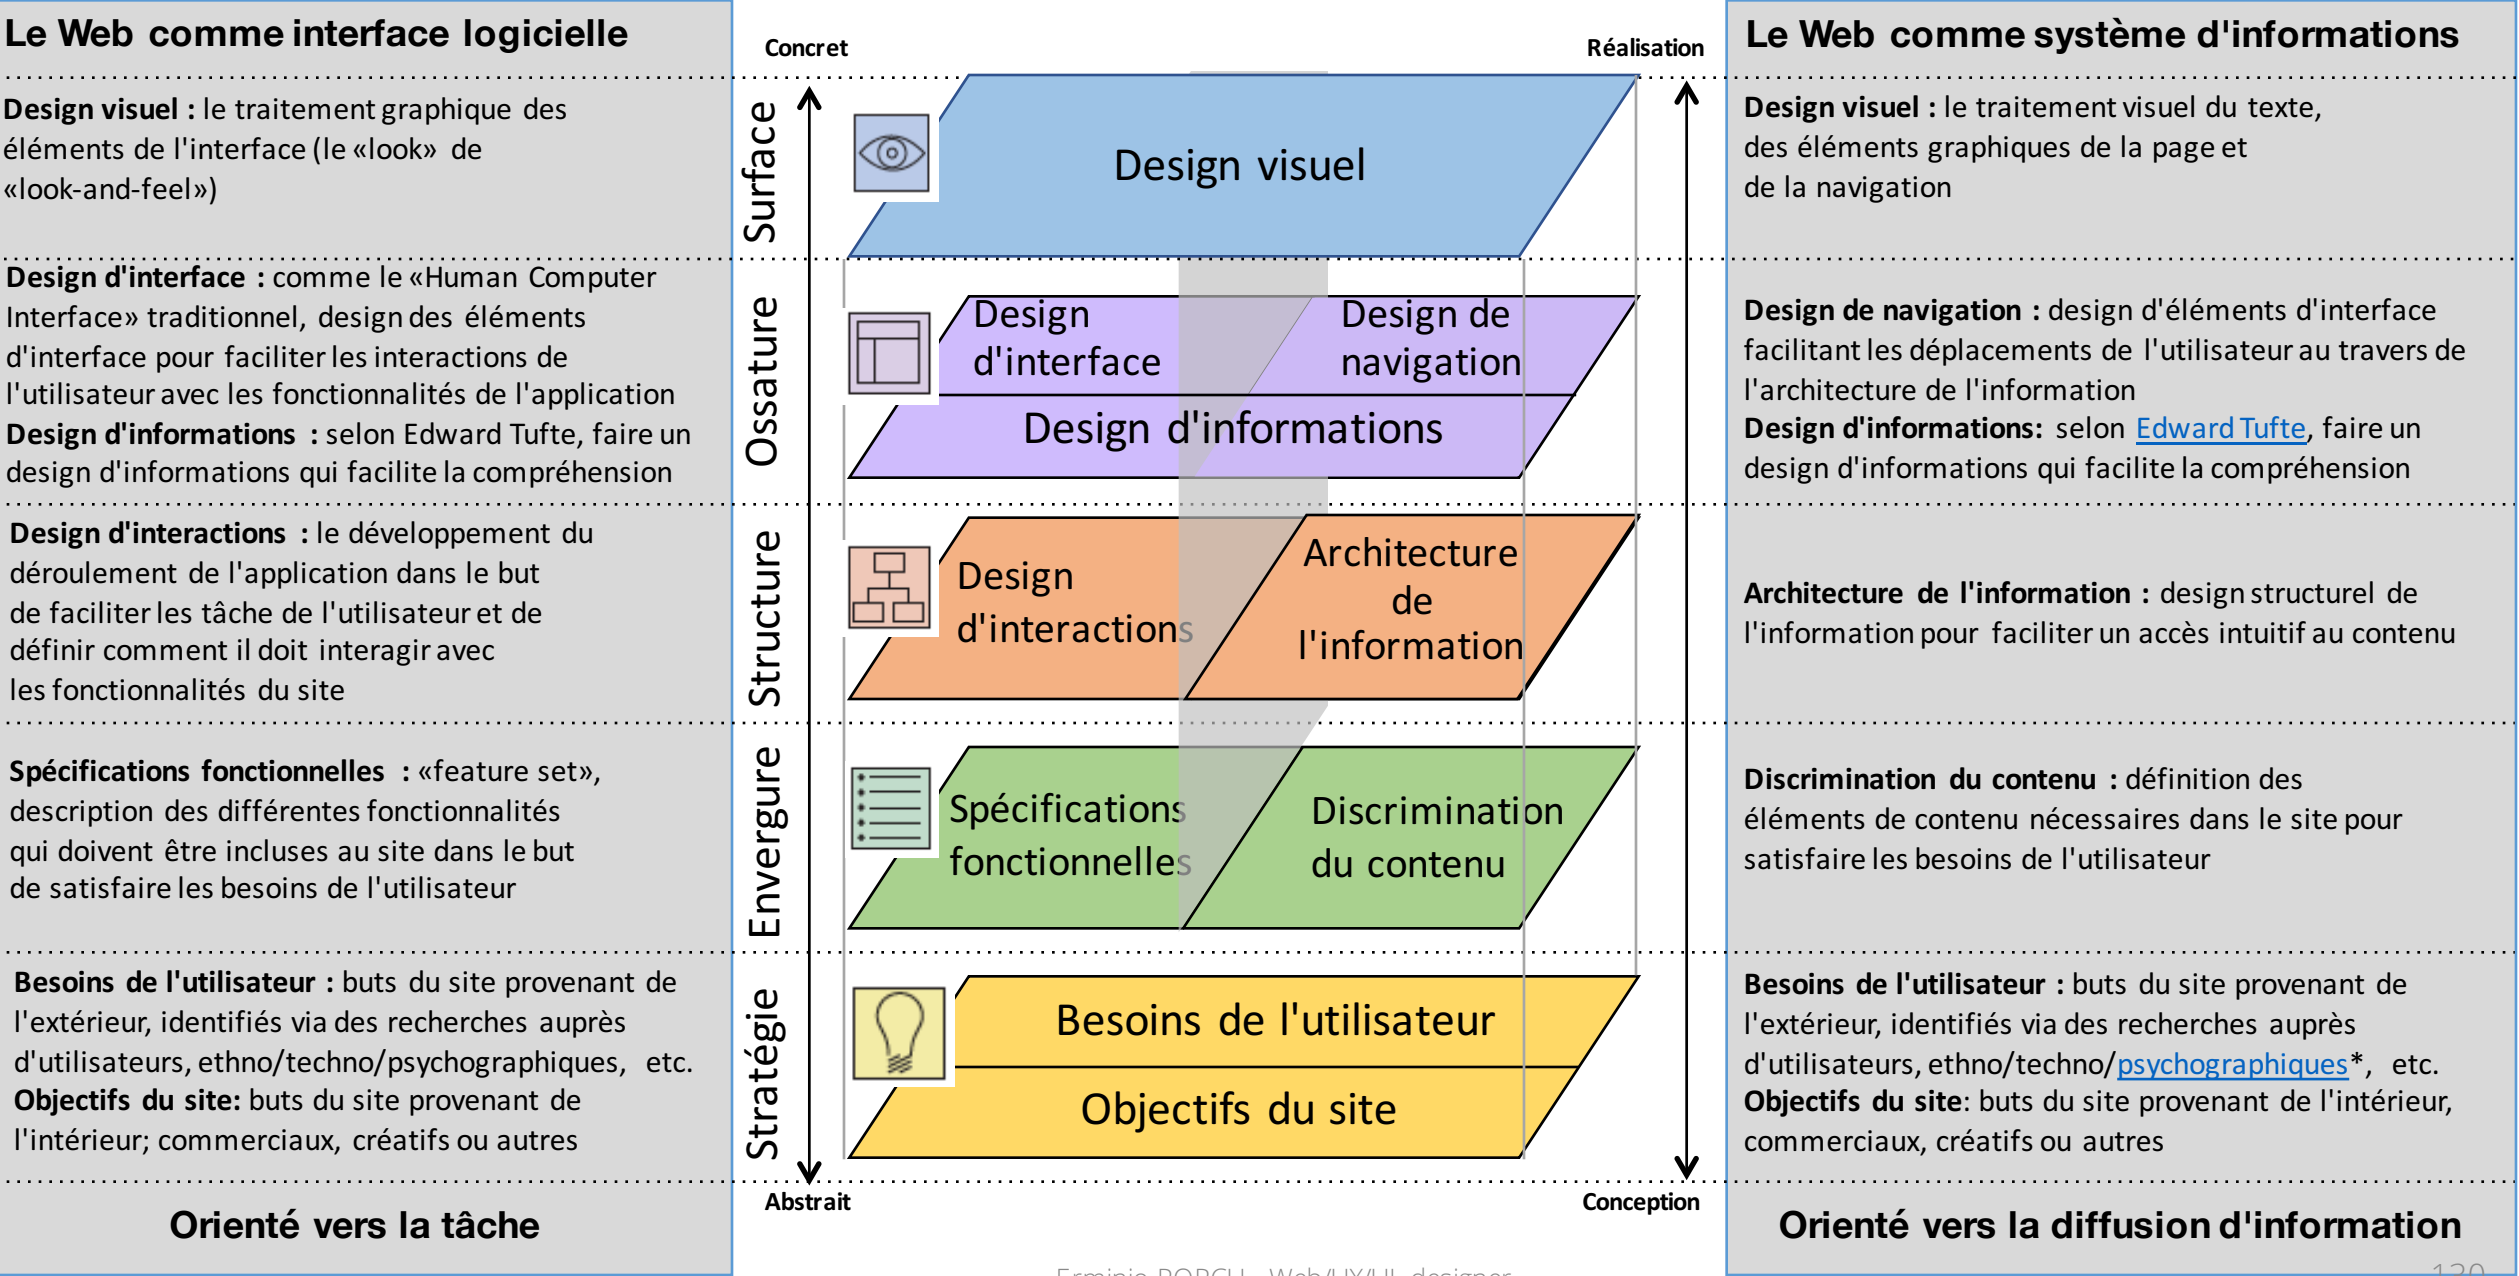 Le Web comme interface logicielle
Design visuel : le traitement graphique des
éléments de l'interface (le «look» de
«look-and-feel»)
Design d'interface : comme le «Human Computer
Interface» traditionnel, design des éléments
d'interface pour faciliter les interactions de
l'utilisateur avec les fonctionnalités de l'application
Design d'informations : selon Edward Tufte, faire un
design d'informations qui facilite la compréhension
Design d'interactions : le développement du
déroulement de l'application dans le but
de faciliter les tâche de l'utilisateur et de
définir comment il doit interagir avec
les fonctionnalités du site
Spécifications fonctionnelles : «feature set»,
description des différentes fonctionnalités
qui doivent être incluses au site dans le but
de satisfaire les besoins de l'utilisateur
Besoins de l'utilisateur : buts du site provenant de
l'extérieur, identifiés via des recherches auprès
d'utilisateurs, ethno/techno/psychographiques, etc.
Objectifs du site: buts du site provenant de
l'intérieur; commerciaux, créatifs ou autres
Orienté vers la tâche
Concret
Réalisation
Surface
Design visuel
Ossature
Design
d'interface
Design de
navigation
Design d'informations
Structure
Design
d'interactions
Architecture
de
l'information
Envergure
Spécifications
fonctionnelles
Discrimination
du contenu
Stratégie
Besoins de l'utilisateur
Objectifs du site
Abstrait
Conception
Le Web comme système d'informations
Design visuel : le traitement visuel du texte,
des éléments graphiques de la page et
de la navigation
Design de navigation : design d'éléments d'interface
facilitant les déplacements de l'utilisateur au travers de
l'architecture de l'information
Design d'informations: selon Edward Tufte, faire un
design d'informations qui facilite la compréhension
Architecture de l'information : design structurel de
l'information pour faciliter un accès intuitif au contenu
Discrimination du contenu : définition des
éléments de contenu nécessaires dans le site pour
satisfaire les besoins de l'utilisateur
Besoins de l'utilisateur : buts du site provenant de
l'extérieur, identifiés via des recherches auprès
d'utilisateurs, ethno/techno/psychographiques*, etc.
Objectifs du site: buts du site provenant de l'intérieur,
commerciaux, créatifs ou autres
Orienté vers la diffusion d'information
Web/UX/UI designer